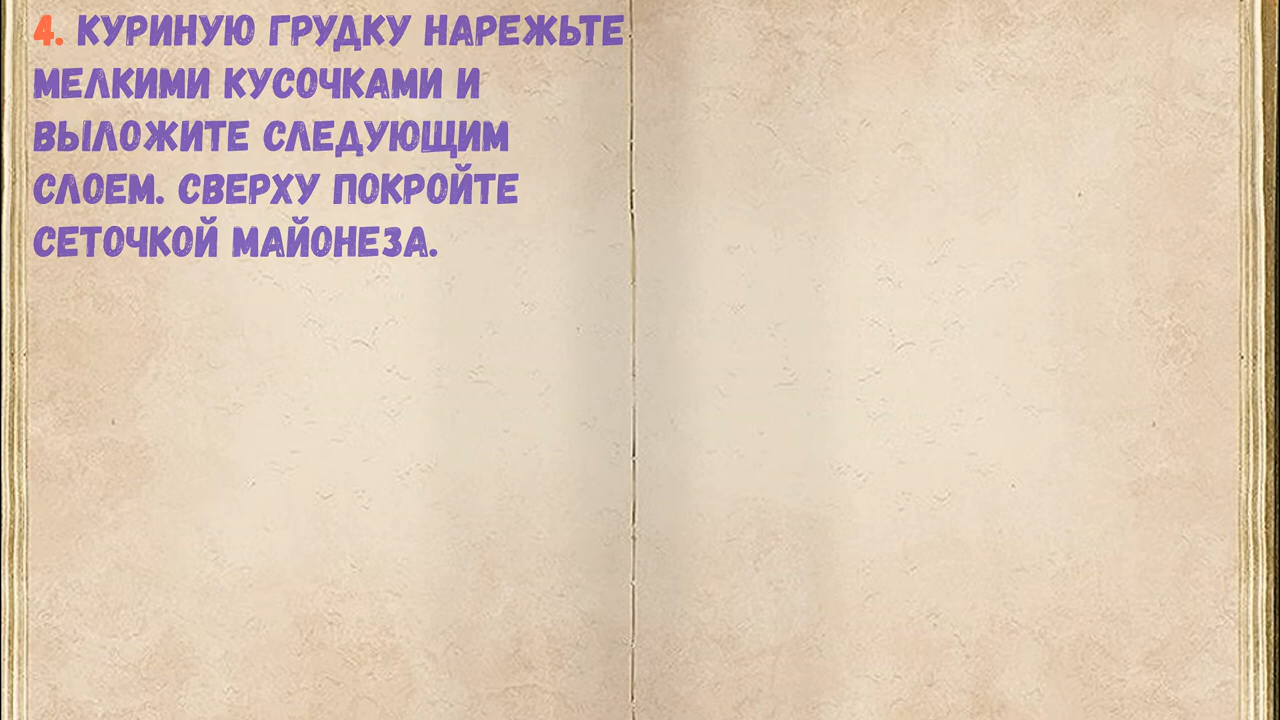 4. КУРИНУЮ ГРУДКУ НАРЕЖЬТЕ
МЕЛКИМИ КУСОЧКАМИ И
ВЫЛОЖИТЕ СЛЕДУЮЩИМ
СЛОЕМ. СВЕРХУ ПОКРОЙТЕ
СЕТОЧКОЙ МАЙОНЕЗА.